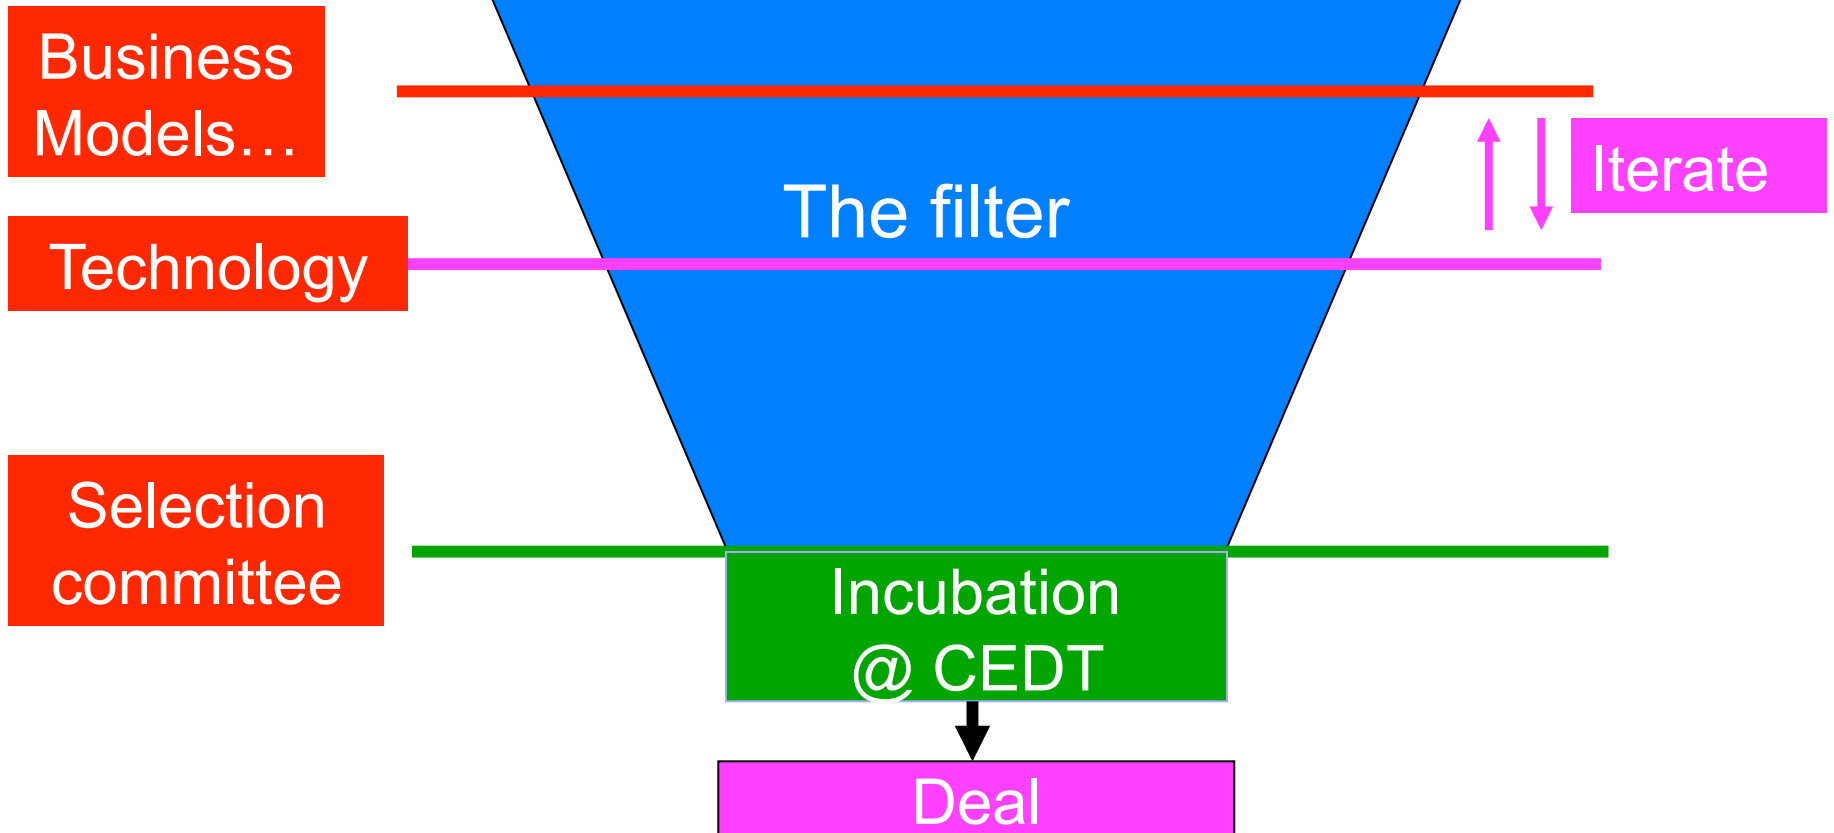 Business
Models…
The filter
Iterate
Technology
Selection
committee
Incubation
@ CEDT
Deal